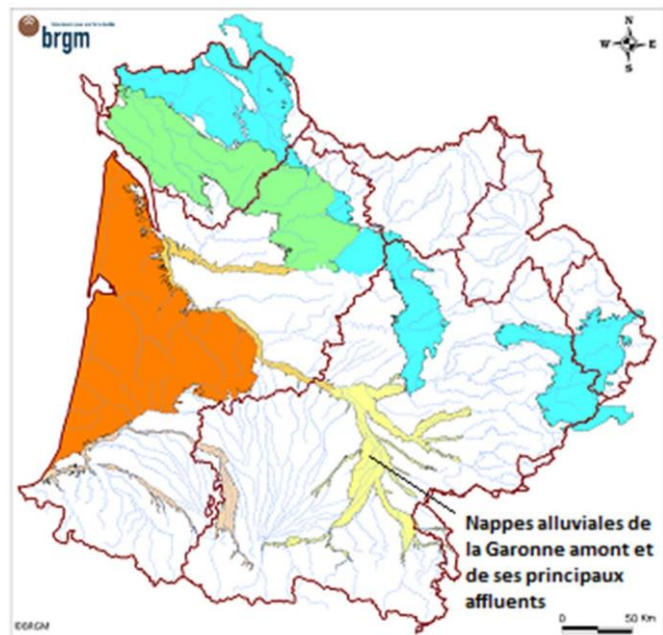 brgm
N
W E
S
Nappes alluviales de
la Garonne amont et
de ses principaux
affluents
©BRGM
0 50 Km